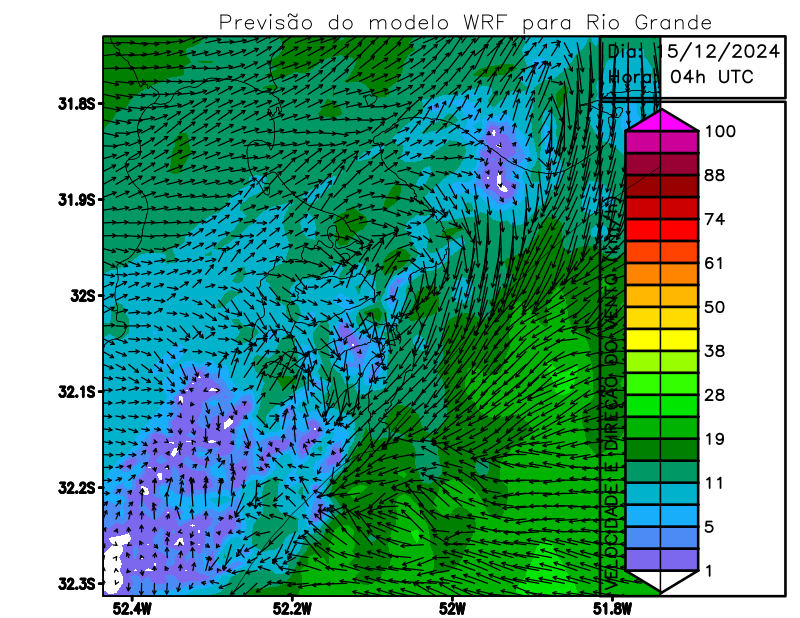 Previsão do modelo WRF para Rio Grande
Dia: 15/12/2024
Hora: 04h UTC
31.8S
31.9S
32S
32.1S
32.2S
32.3S
52.4W
52.2W
52W
51.8W
VELOCIDADE E DIREÇÃO DO VENTO (km/h)
100
88
74
61
50
38
28
19
11
5
1